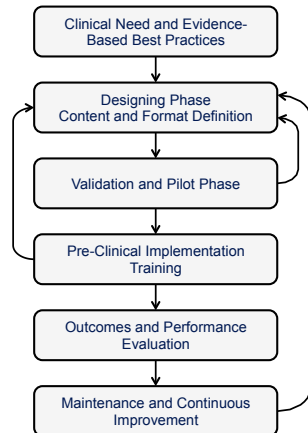 Clinical Need and Evidence-
Based Best Practices
Designing Phase
Content and Format Definition
Validation and Pilot Phase
Pre-Clinical Implementation
Training
Outcomes and Performance
Evaluation
Maintenance and Continuous
Improvement